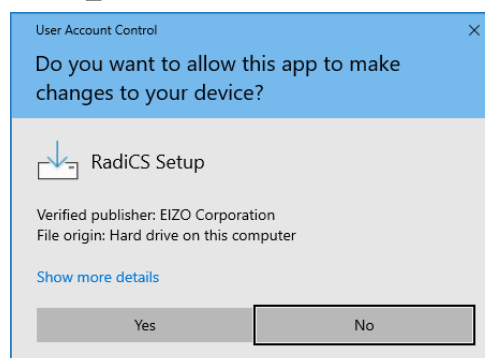 User Account Control
Do you want to allow this app to make
changes to your device?
RadiCS Setup
Verified publisher: EIZO Corporation
File origin: Hard drive on this computer
Show more details
Yes No